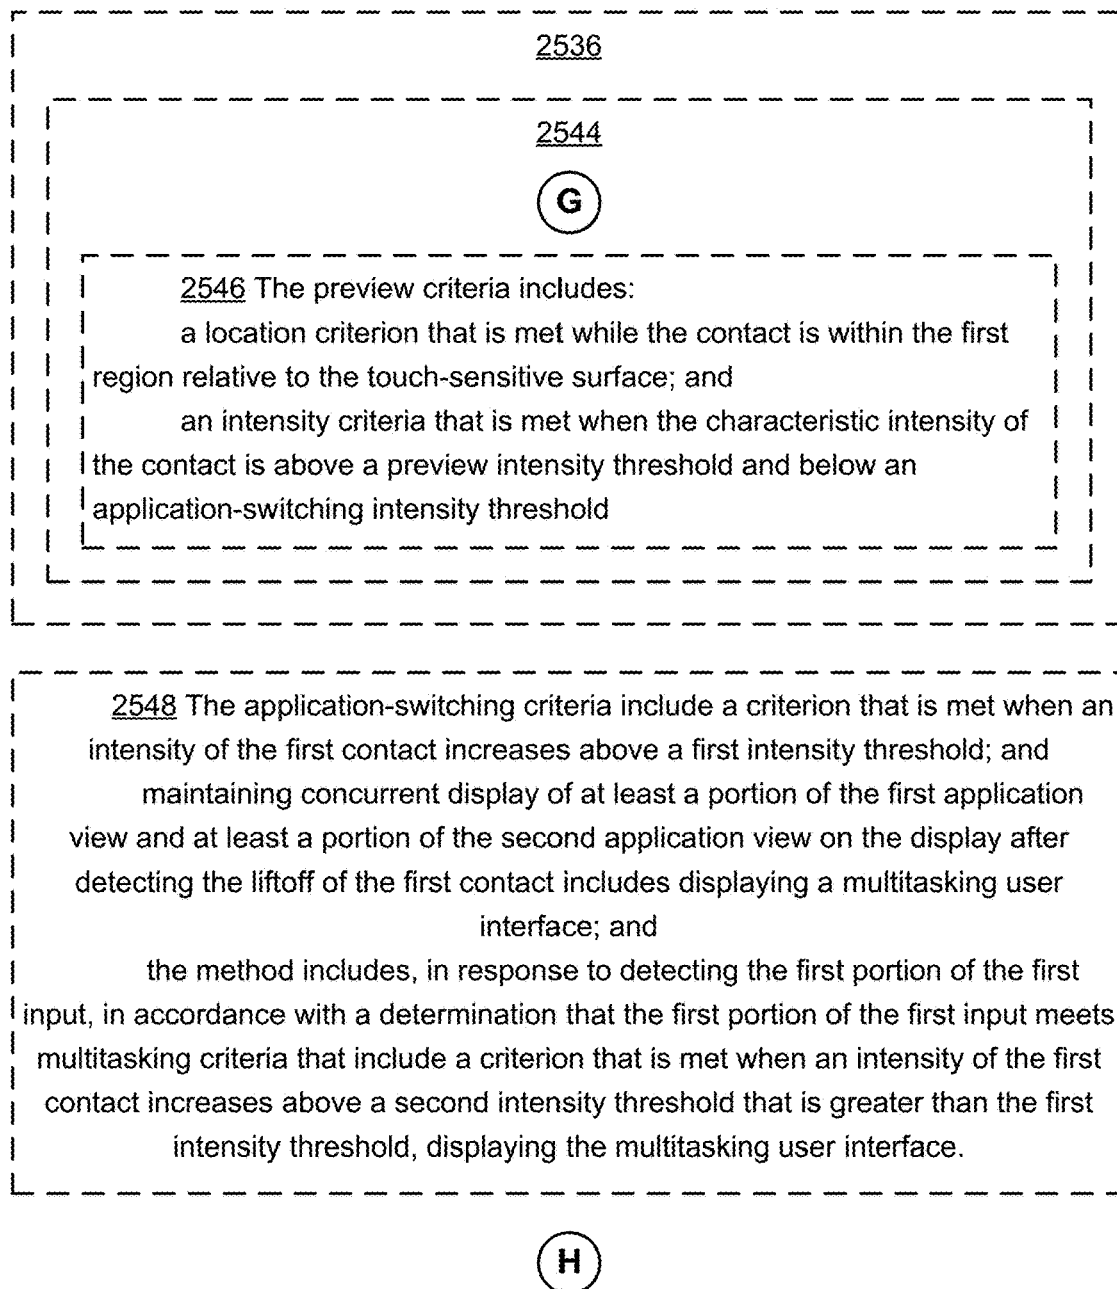 2536
2544
G
2546 The preview criteria includes:
a location criterion that is met while the contact is within the first
region relative to the touch-sensitive surface; and
an intensity criteria that is met when the characteristic intensity of
the contact is above a preview intensity threshold and below an
application-switching intensity threshold
2548 The application-switching criteria include a criterion that is met when an
intensity of the first contact increases above a first intensity threshold; and
maintaining concurrent display of at least a portion of the first application
view and at least a portion of the second application view on the display after
detecting the liftoff of the first contact includes displaying a multitasking user
interface; and
the method includes, in response to detecting the first portion of the first
input, in accordance with a determination that the first portion of the first input meets
multitasking criteria that include a criterion that is met when an intensity of the first
contact increases above a second intensity threshold that is greater than the first
intensity threshold, displaying the multitasking user interface.
H